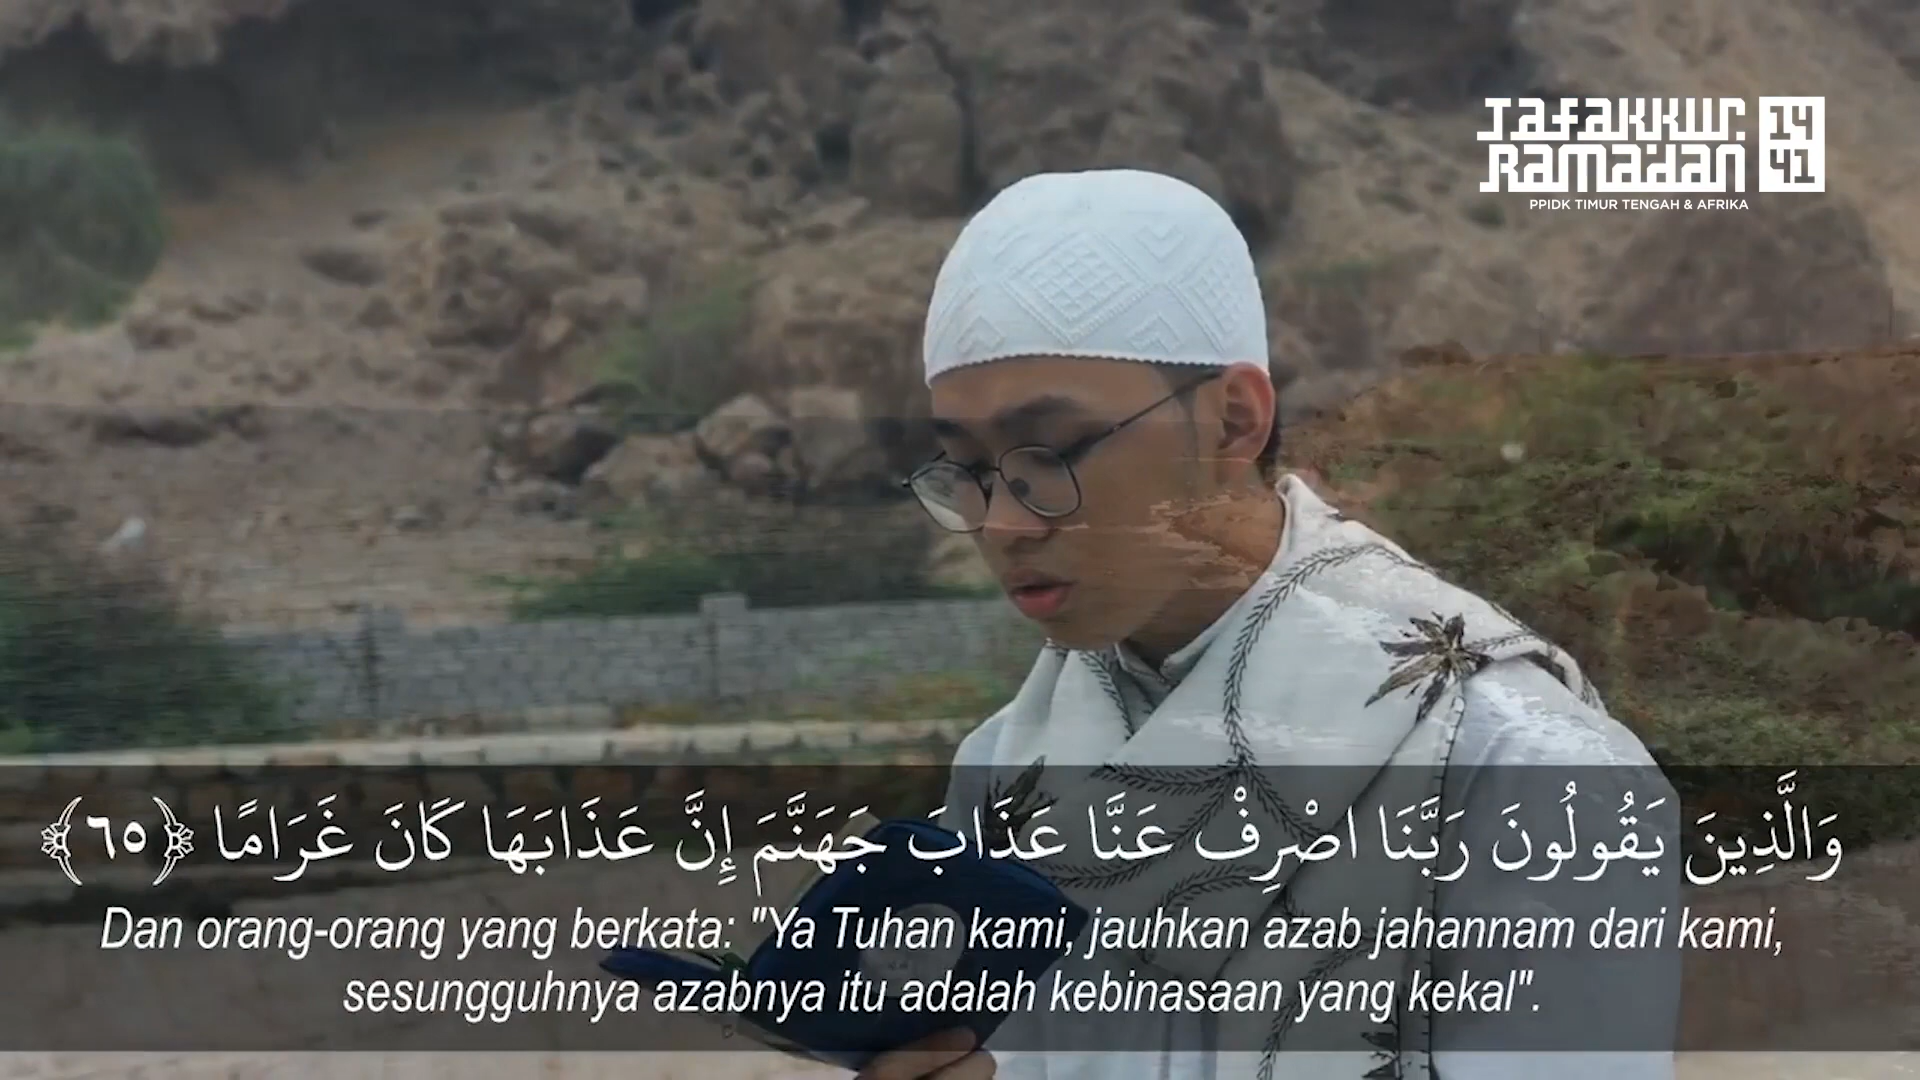 Tafakkur
Ramadan
14
41
PPIDK TIMUR TENGAH & AFRIKA
وَالَّذِينَ يَقُولُونَ رَبَّنَا اصْرِفْ عَنَّا عَذَابَ جَهَنَّمَ إِنَّ عَذَابَهَا كَانَ غَرَامًا ﴿٦٥﴾
Dan orang-orang yang berkata: "Ya Tuhan kami, jauhkan azab jahannam dari kami,
sesungguhnya azabnya itu adalah kebinasaan yang kekal".